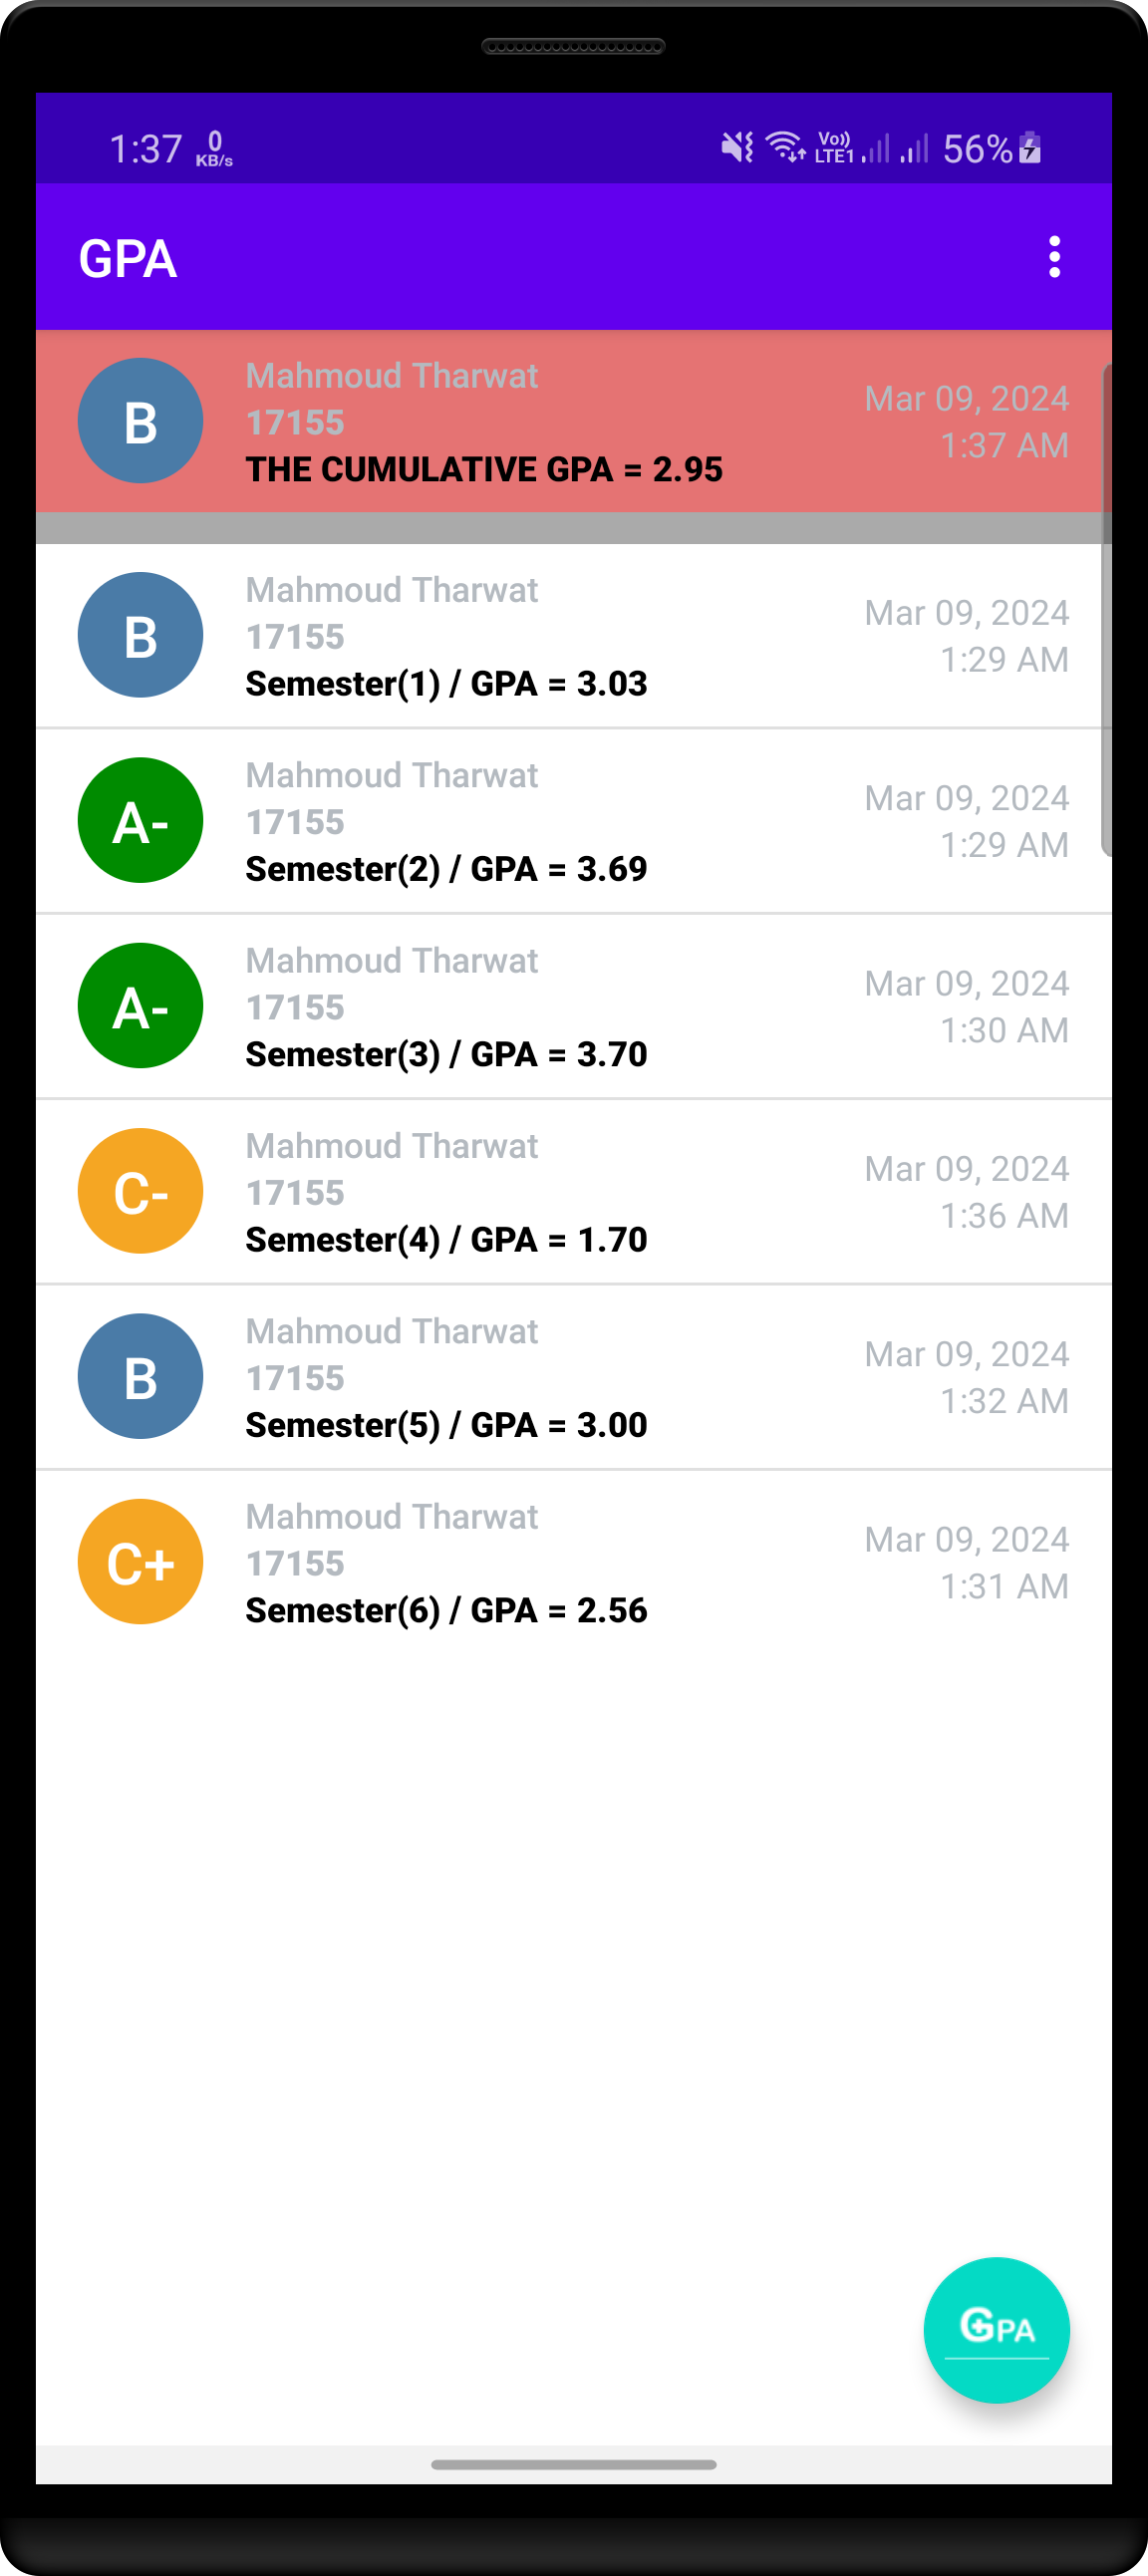 1:37 0 KB/s Vo)) LTE1 56%
GPA
B
Mahmoud Tharwat
17155
THE CUMULATIVE GPA = 2.95
Mar 09, 2024
1:37 AM
B
Mahmoud Tharwat
17155
Semester(1) / GPA = 3.03
Mar 09, 2024
1:29 AM
A-
Mahmoud Tharwat
17155
Semester(2) / GPA = 3.69
Mar 09, 2024
1:29 AM
A-
Mahmoud Tharwat
17155
Semester(3) / GPA = 3.70
Mar 09, 2024
1:30 AM
C-
Mahmoud Tharwat
17155
Semester(4) / GPA = 1.70
Mar 09, 2024
1:36 AM
B
Mahmoud Tharwat
17155
Semester(5) / GPA = 3.00
Mar 09, 2024
1:32 AM
C+
Mahmoud Tharwat
17155
Semester(6) / GPA = 2.56
Mar 09, 2024
1:31 AM
GPA